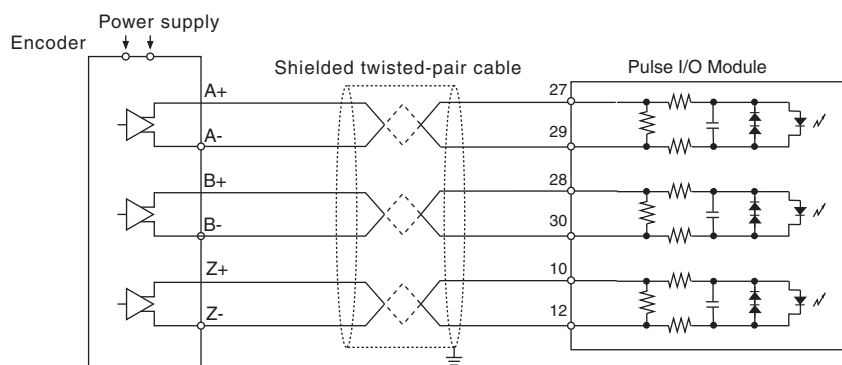 Power supply
Encoder
Shielded twisted-pair cable
Pulse I/O Module
A+
27
A-
29
B+
28
B-
30
Z+
10
Z-
12